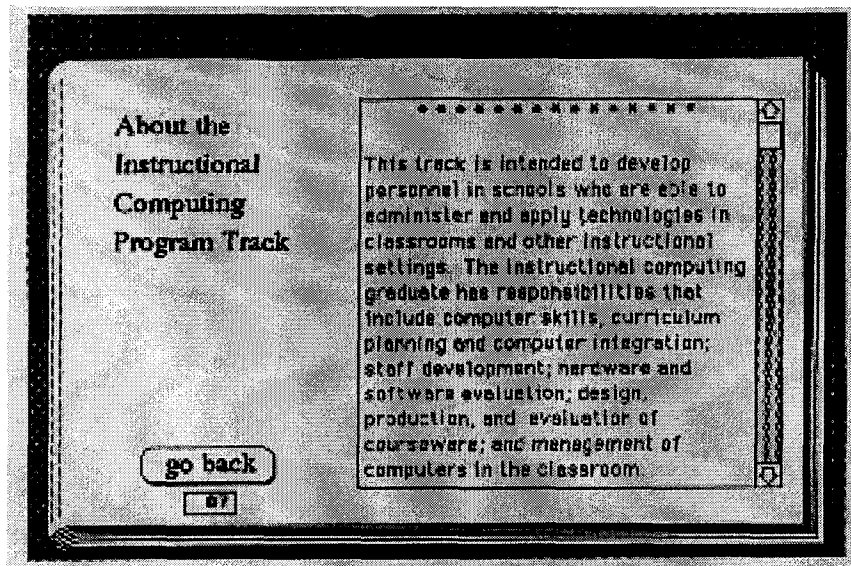 About the
Instructional
Computing
Program Track
go back
87
* * * * * * * * * * * * * * *
This track is intended to develop
personnel in schools who are able to
administer and apply technologies in
classrooms and other instructional
settings. The instructional computing
graduate has responsibilities that
include computer skills, curriculum
planning and computer integration;
staff development; hardware and
software evaluation; design,
production, and evaluation of
courseware; and management of
computers in the classroom